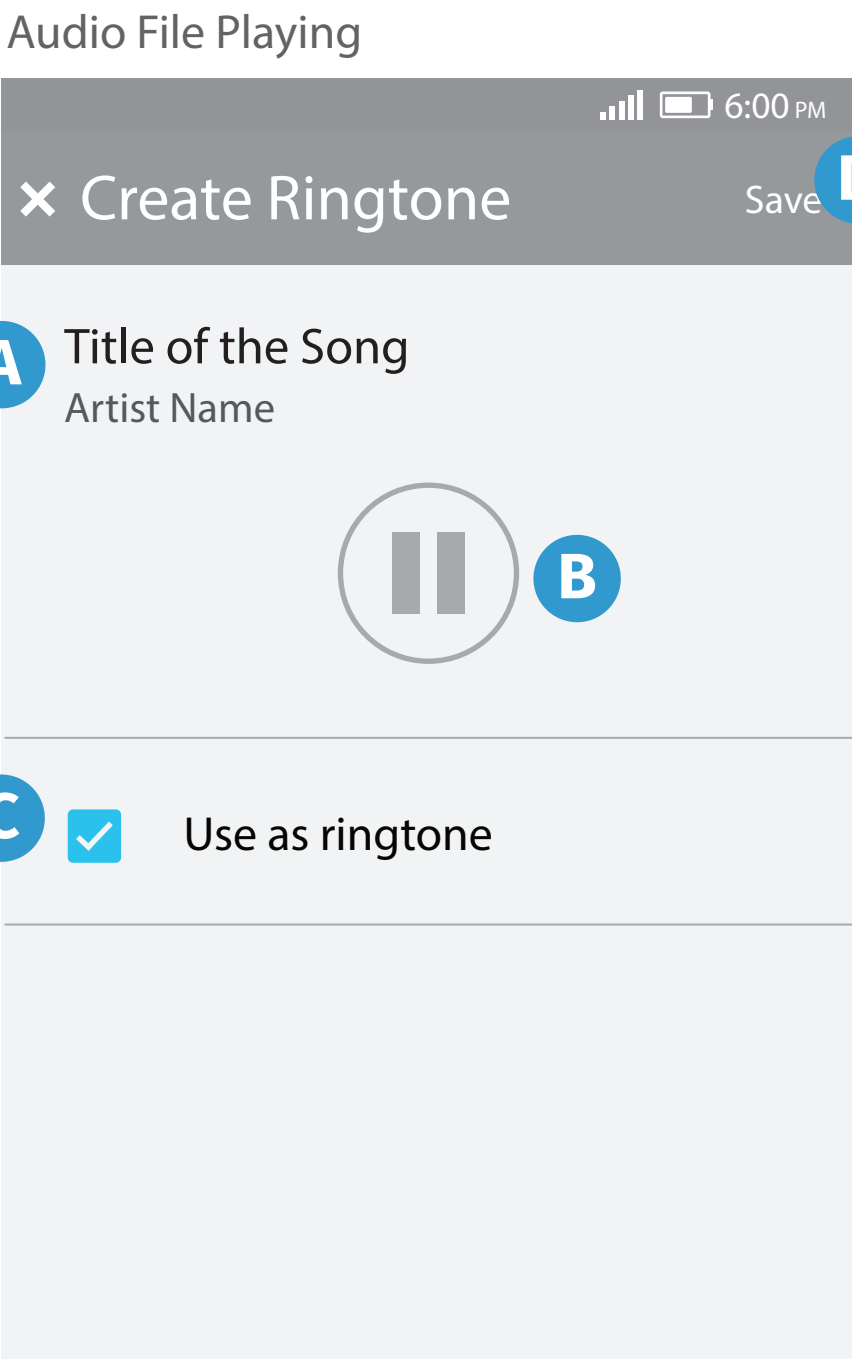 Audio File Playing
6:00 PM
Create Ringtone
Save
D
A
Title of the Song
Artist Name
B
C
Use as ringtone